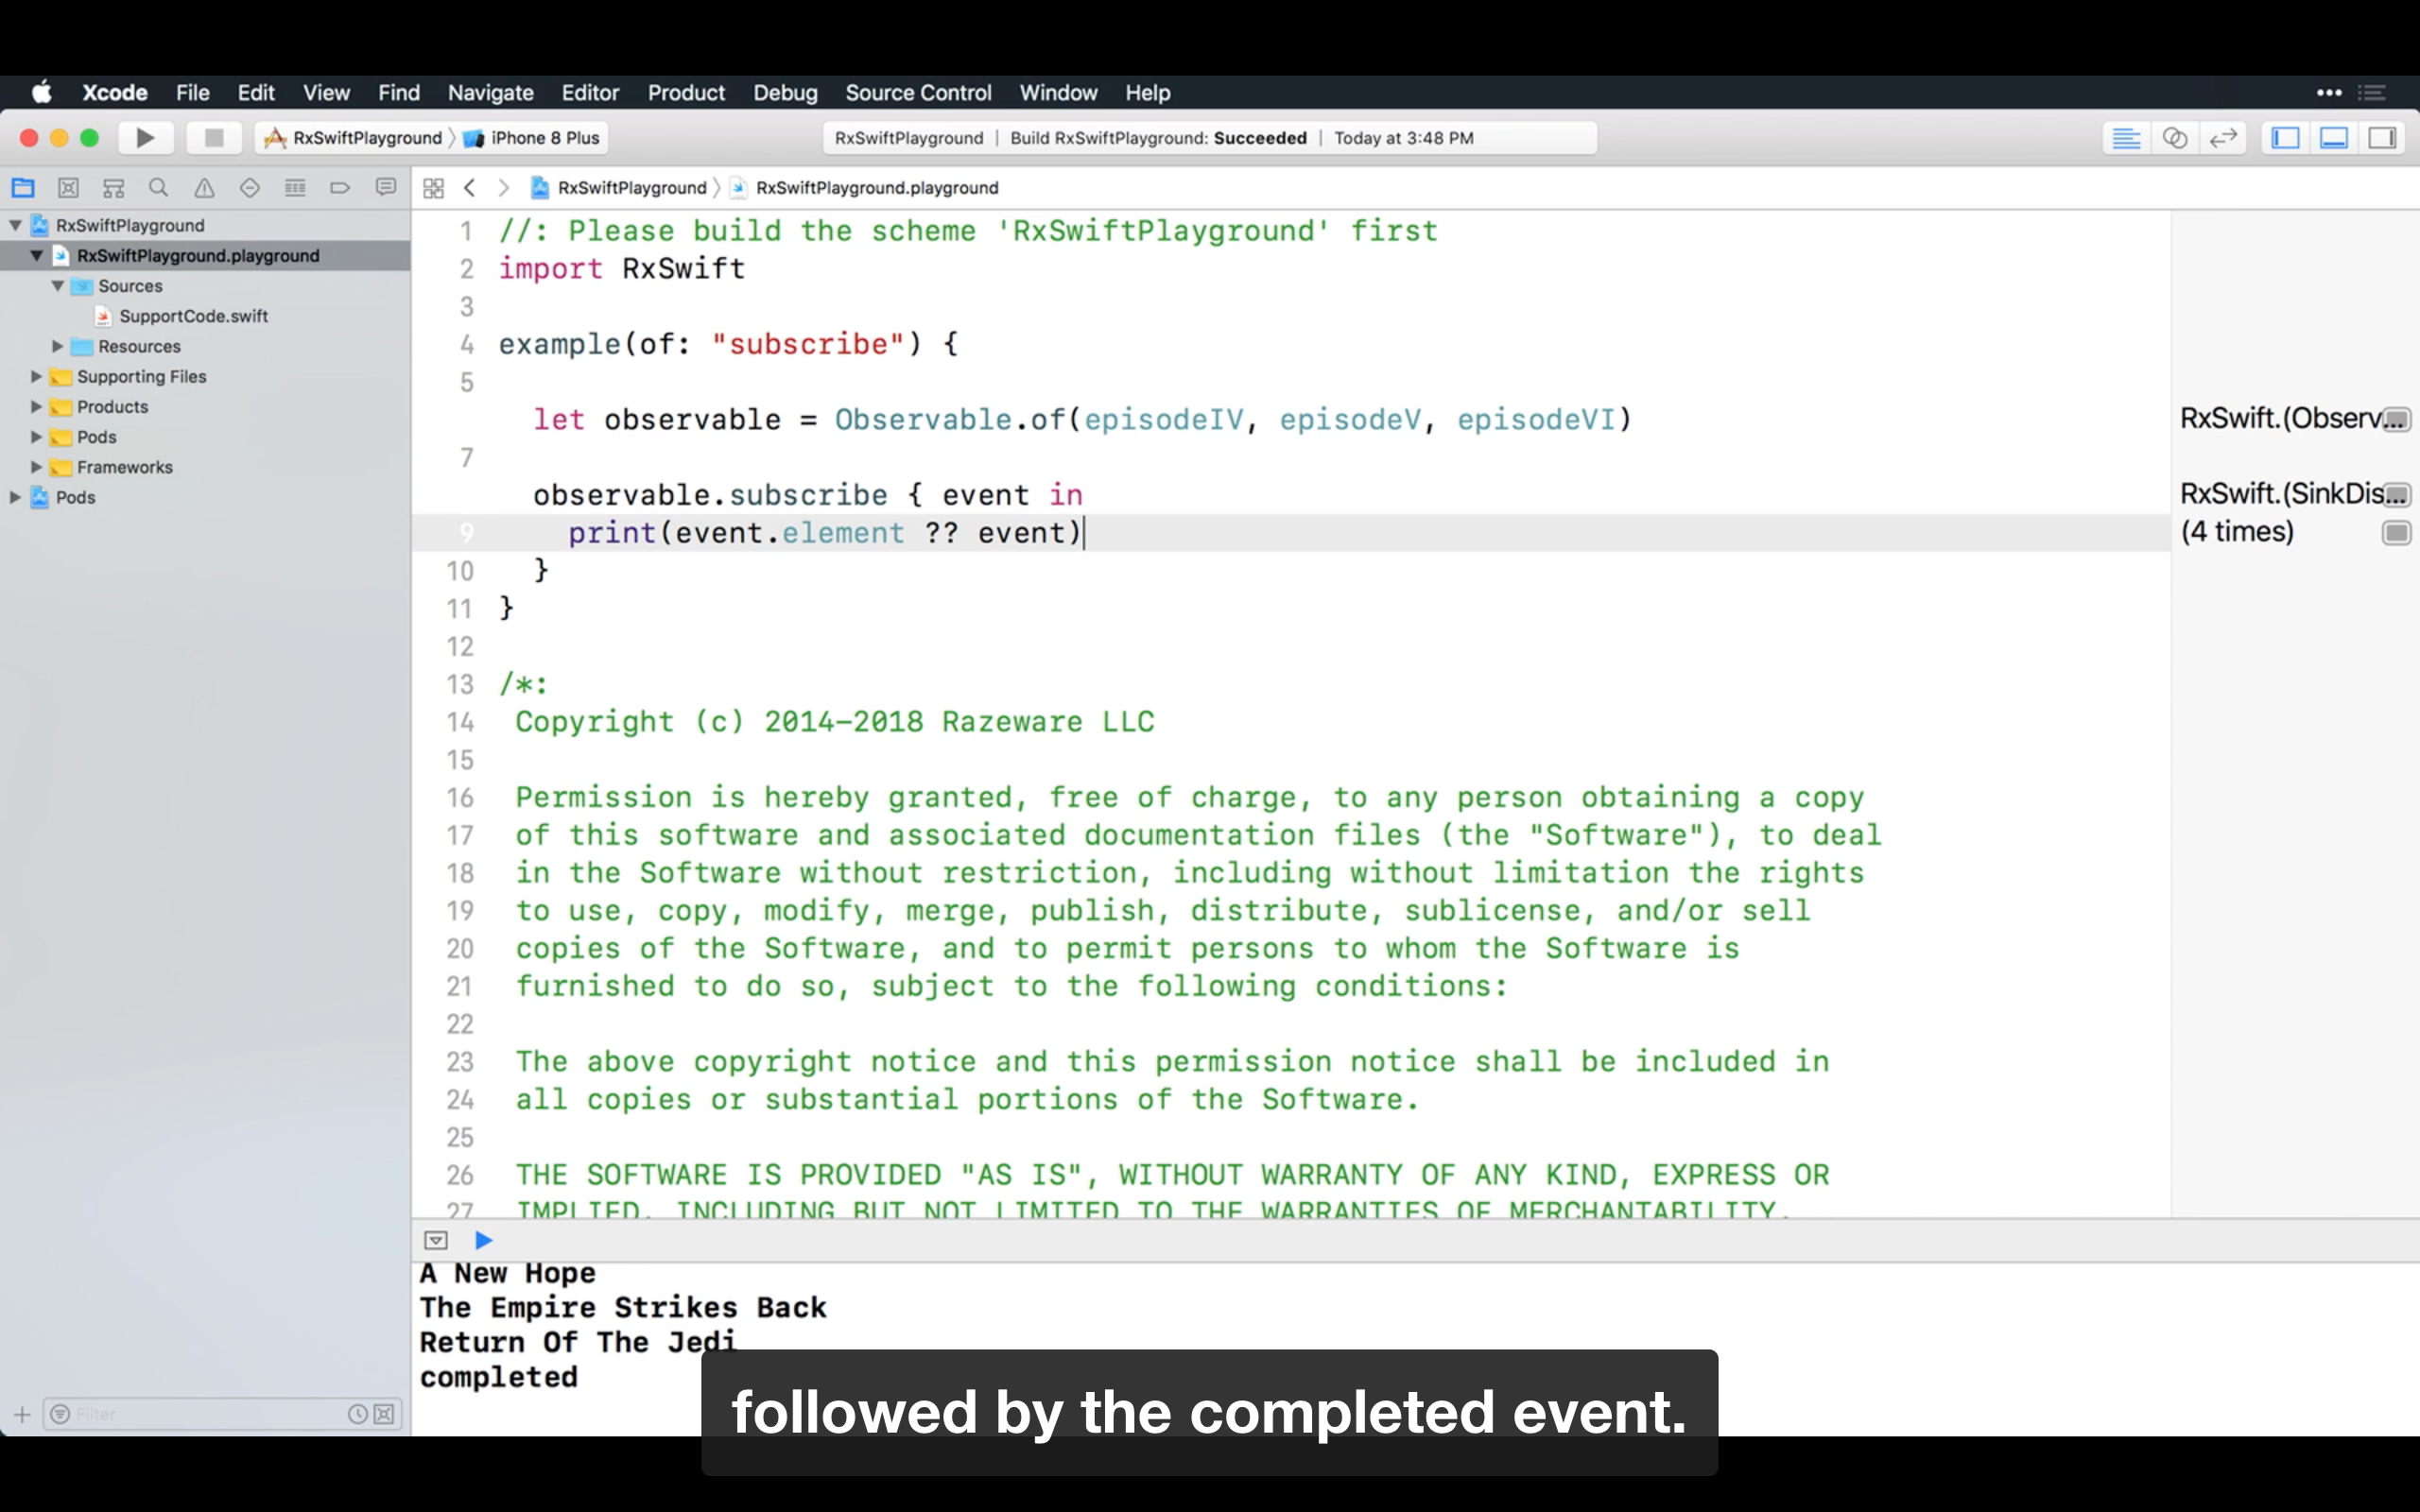 Xcode File Edit View Find Navigate Editor Product Debug Source Control Window Help
RxSwiftPlayground iPhone 8 Plus
RxSwiftPlayground | Build RxSwiftPlayground: Succeeded | Today at 3:48 PM
RxSwiftPlayground RxSwiftPlayground.playground
RxSwiftPlayground
RxSwiftPlayground.playground
Sources
SupportCode.swift
Resources
Supporting Files
Products
Pods
Frameworks
Pods
Filter
1 //: Please build the scheme 'RxSwiftPlayground' first
2 import RxSwift
3
4 example(of: "subscribe") {
5
let observable = Observable.of(episodeIV, episodeV, episodeVI)
7
observable.subscribe { event in
9 print(event.element ?? event)
10 }
11 }
12
13 /*:
14 Copyright (c) 2014-2018 Razeware LLC
15
16 Permission is hereby granted, free of charge, to any person obtaining a copy
17 of this software and associated documentation files (the "Software"), to deal
18 in the Software without restriction, including without limitation the rights
19 to use, copy, modify, merge, publish, distribute, sublicense, and/or sell
20 copies of the Software, and to permit persons to whom the Software is
21 furnished to do so, subject to the following conditions:
22
23 The above copyright notice and this permission notice shall be included in
24 all copies or substantial portions of the Software.
25
26 THE SOFTWARE IS PROVIDED "AS IS", WITHOUT WARRANTY OF ANY KIND, EXPRESS OR
27 IMPLIED, INCLUDING BUT NOT LIMITED TO THE WARRANTIES OF MERCHANTABILITY,
RxSwift.(Observ...
RxSwift.(SinkDis...
(4 times)
A New Hope
The Empire Strikes Back
Return Of The Jedi
completed
followed by the completed event.